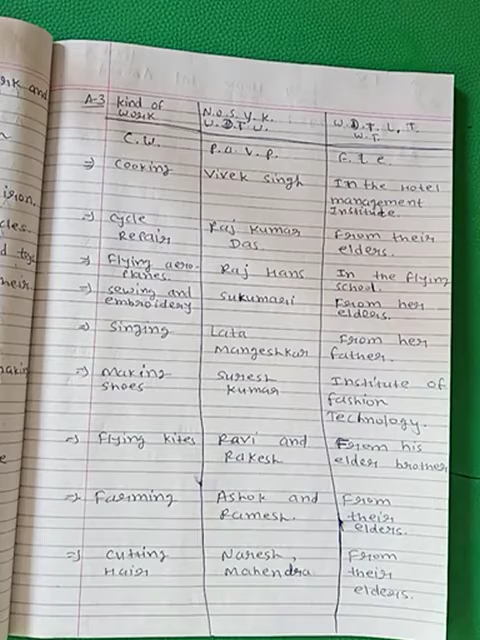 A-3 kind of work N.O.S. Y. K. W.D.T.W. W.D.T.L.T. W.T.
C.W. P.a.v.p. G.l.e.
⇒ Cooking Vivek Singh In the Hotel management Institute.
⇒ Cycle Repair Raj Kumar Das From their elders.
⇒ Flying aero-planes. Raj Hans In the flying school.
⇒ Sewing and embroidery Sukumari From her elders.
⇒ Singing Lata Mangeshkar From her father.
⇒ Making Shoes Suresh Kumar Institute of fashion Technology.
⇒ Flying kites Ravi and Rakesh From his elder brother
⇒ Farming Ashok and Ramesh. From their elders.
⇒ Cutting Hair Naresh, Mahendra From their elders.